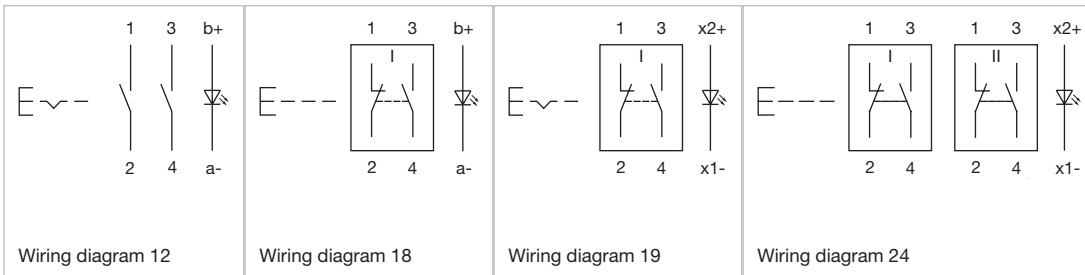 1 3 b+
2 4 a-
Wiring diagram 12
1 3 b+
I
2 4 a-
Wiring diagram 18
1 3 x2+
I
2 4 x1-
Wiring diagram 19
1 3 1 3 x2+
I II
2 4 2 4 x1-
Wiring diagram 24